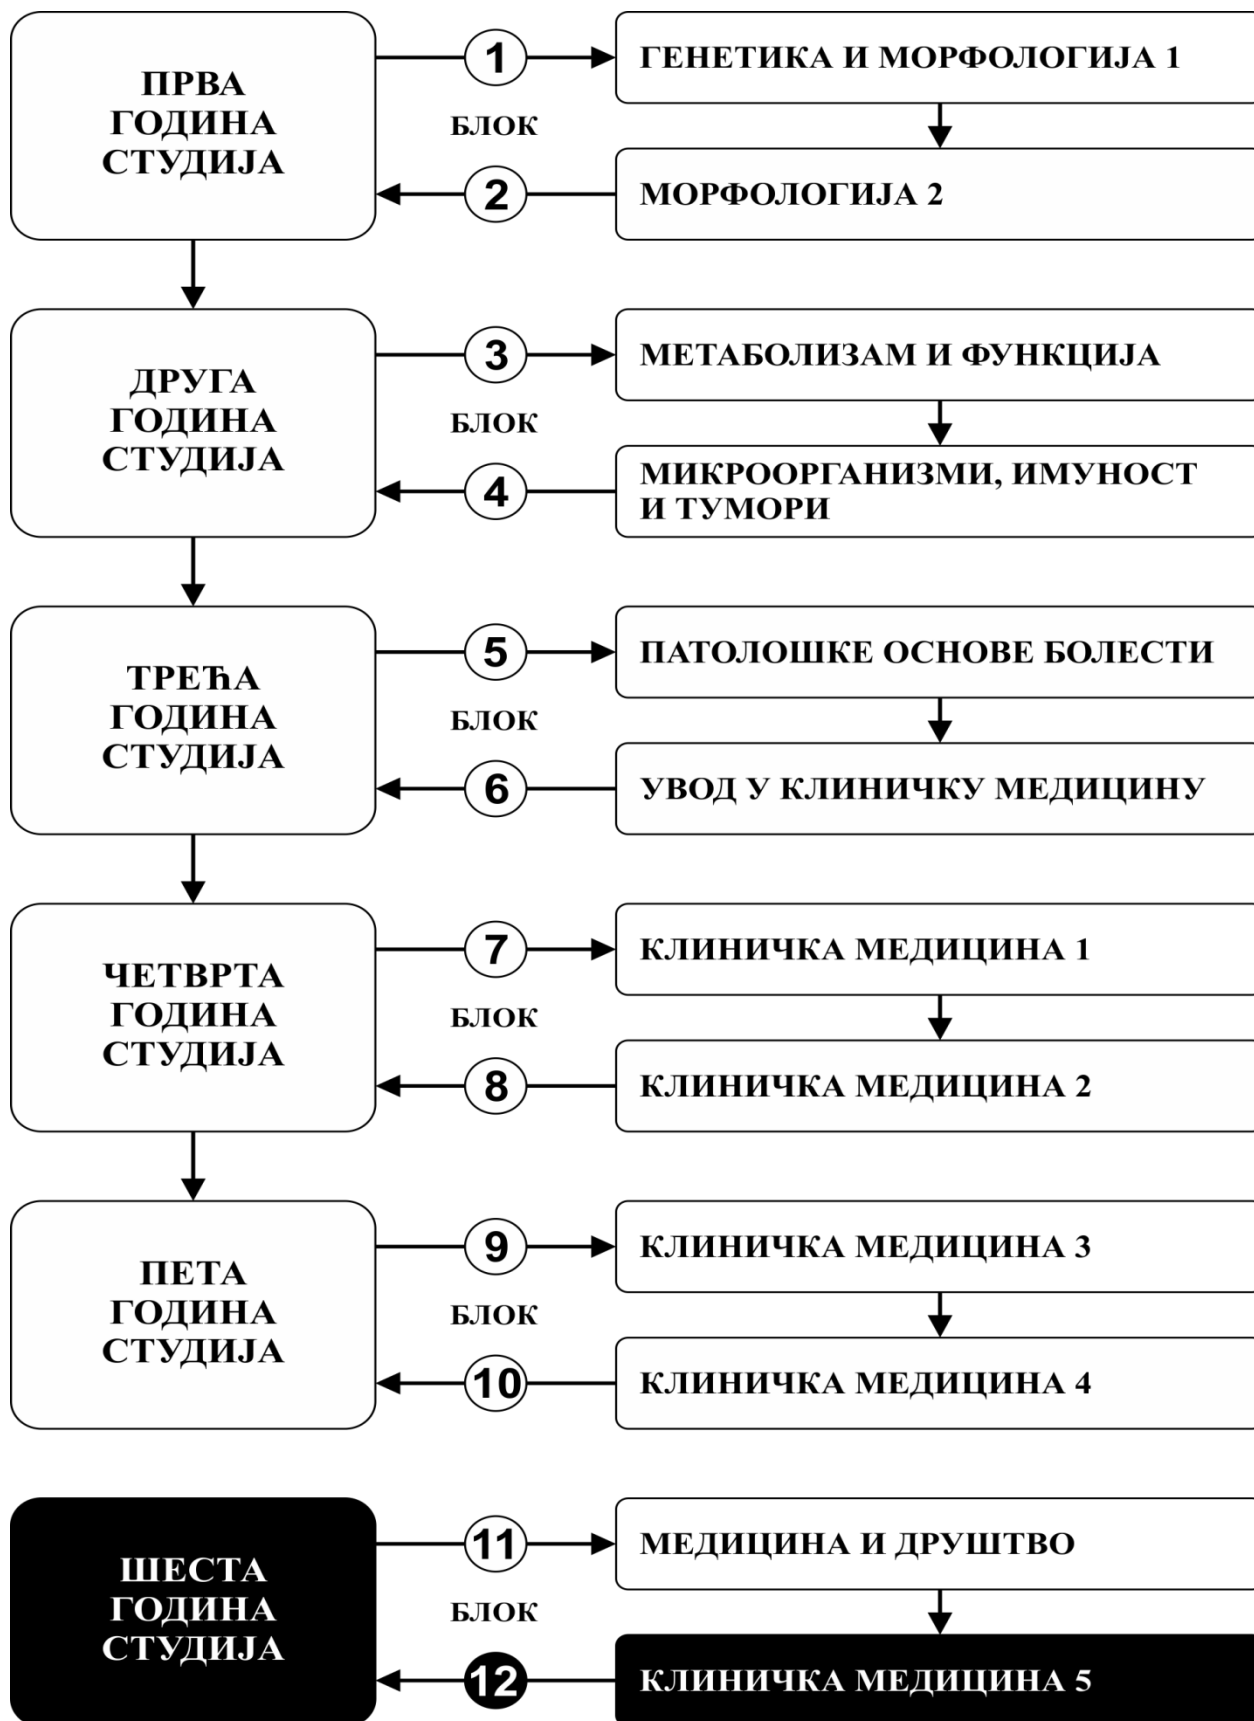 ПРВА
ГОДИНА
СТУДИЈА
1
БЛОК
2
ГЕНЕТИКА И МОРФОЛОГИЈА 1
МОРФОЛОГИЈА 2
ДРУГА
ГОДИНА
СТУДИЈА
3
БЛОК
4
МЕТАБОЛИЗАМ И ФУНКЦИЈА
МИКРООРГАНИЗМИ, ИМУНОСТ
И ТУМОРИ
ТРЕЋА
ГОДИНА
СТУДИЈА
5
БЛОК
6
ПАТОЛОШКЕ ОСНОВЕ БОЛЕСТИ
УВОД У КЛИНИЧКУ МЕДИЦИНУ
ЧЕТВРТА
ГОДИНА
СТУДИЈА
7
БЛОК
8
КЛИНИЧКА МЕДИЦИНА 1
КЛИНИЧКА МЕДИЦИНА 2
ПЕТА
ГОДИНА
СТУДИЈА
9
БЛОК
10
КЛИНИЧКА МЕДИЦИНА 3
КЛИНИЧКА МЕДИЦИНА 4
ШЕСТА
ГОДИНА
СТУДИЈА
11
БЛОК
12
МЕДИЦИНА И ДРУШТВО
КЛИНИЧКА МЕДИЦИНА 5